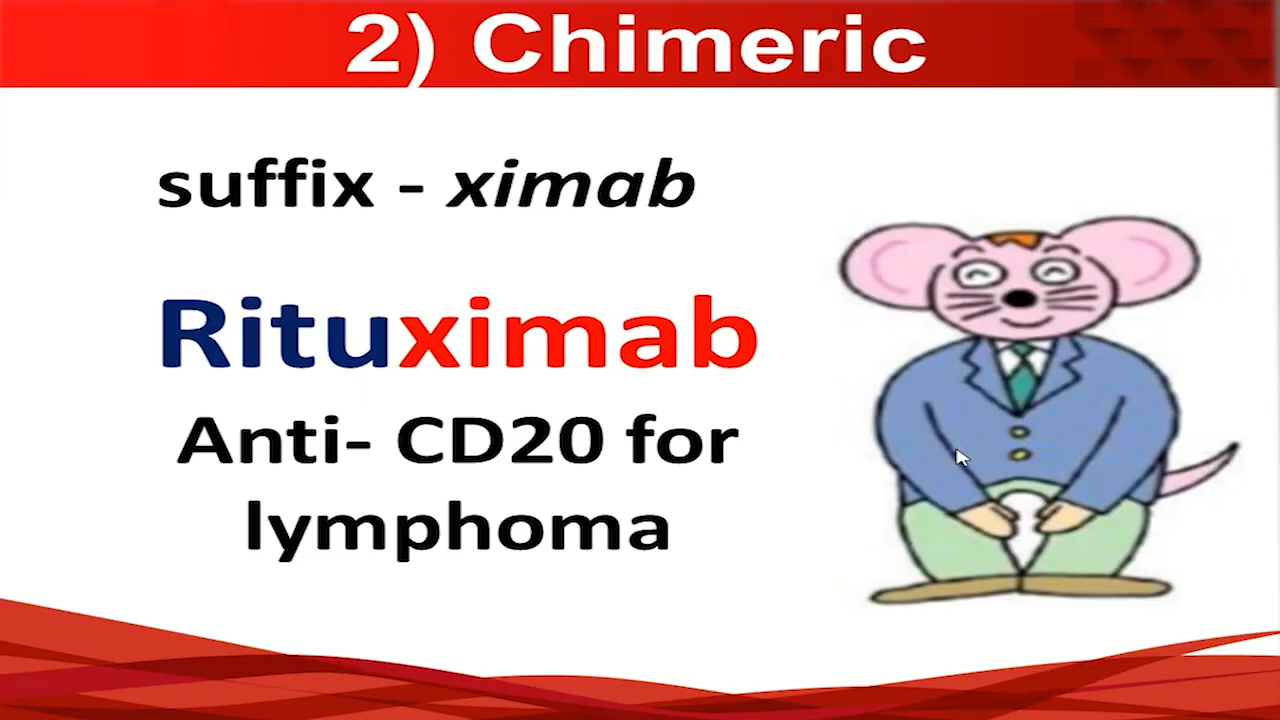 2) Chimeric
suffix - ximab
Rituximab
Anti- CD20 for
lymphoma